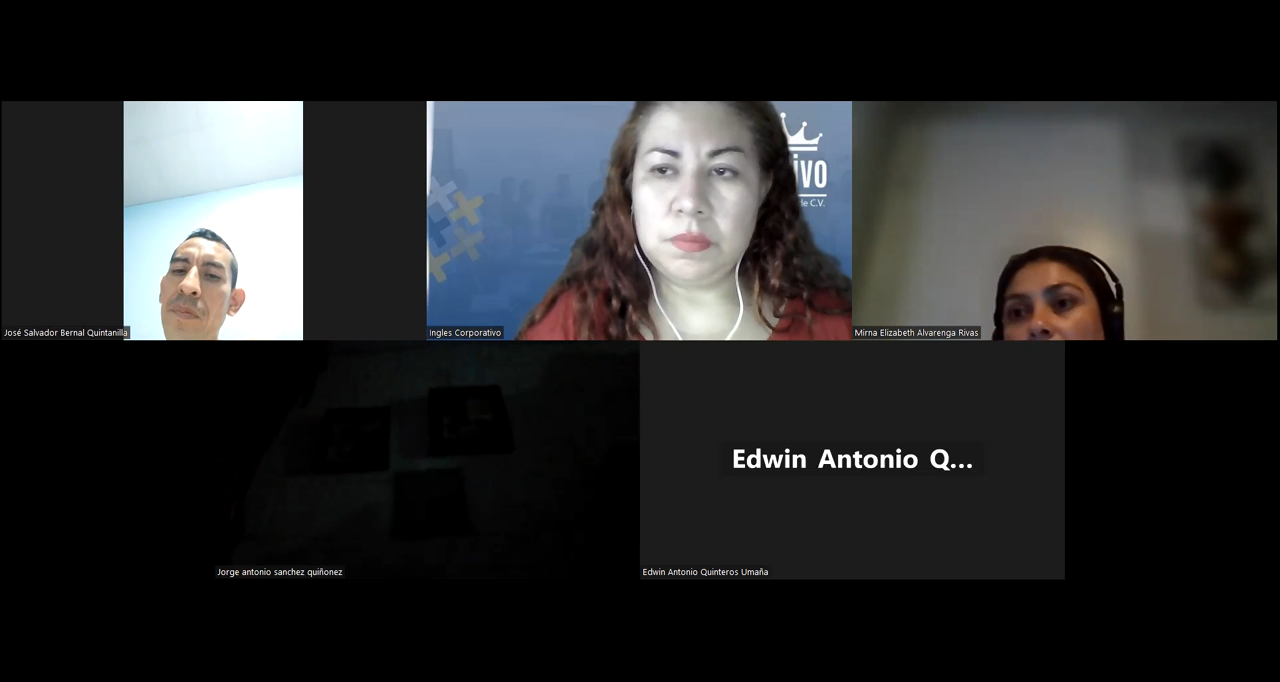 ivo
de C.V.
José Salvador Bernal Quintanilla
Ingles Corporativo
Mirna Elizabeth Alvarenga Rivas
Edwin Antonio Q...
Jorge antonio sanchez quiñonez
Edwin Antonio Quinteros Umaña